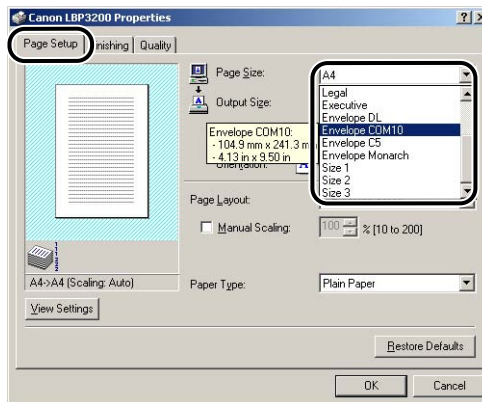 Canon LBP3200 Properties
Page Setup
nishing
Quality
Page Size:
A4
Output Size:
Legal
Executive
Envelope DL
Envelope COM10
Envelope C5
Envelope Monarch
Size 1
Size 2
Size 3
Envelope COM10:
- 104.9 mm x 241.3 m
- 4.13 in x 9.50 in
Page Layout:
Manual Scaling:
100
% [10 to 200]
A4->A4 (Scaling: Auto)
Paper Type:
Plain Paper
View Settings
Restore Defaults
OK
Cancel